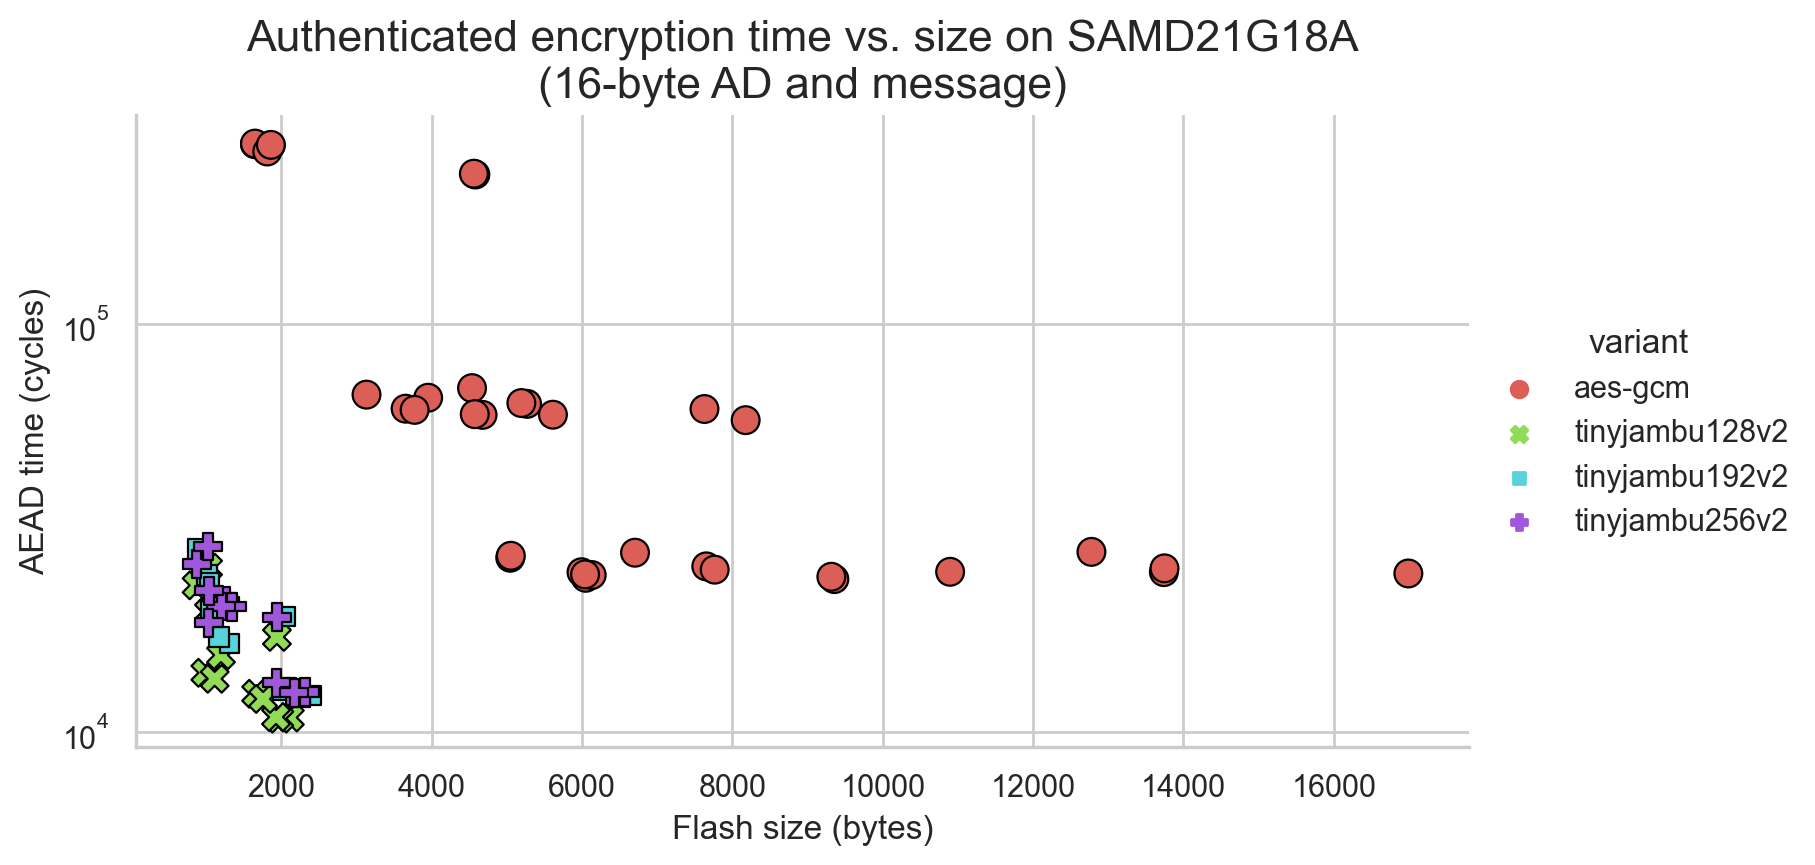 Authenticated encryption time vs. size on SAMD21G18A
(16-byte AD and message)
AEAD time (cycles)
10^5
10^4
2000 4000 6000 8000 10000 12000 14000 16000
Flash size (bytes)
variant
aes-gcm
tinyjambu128v2
tinyjambu192v2
tinyjambu256v2